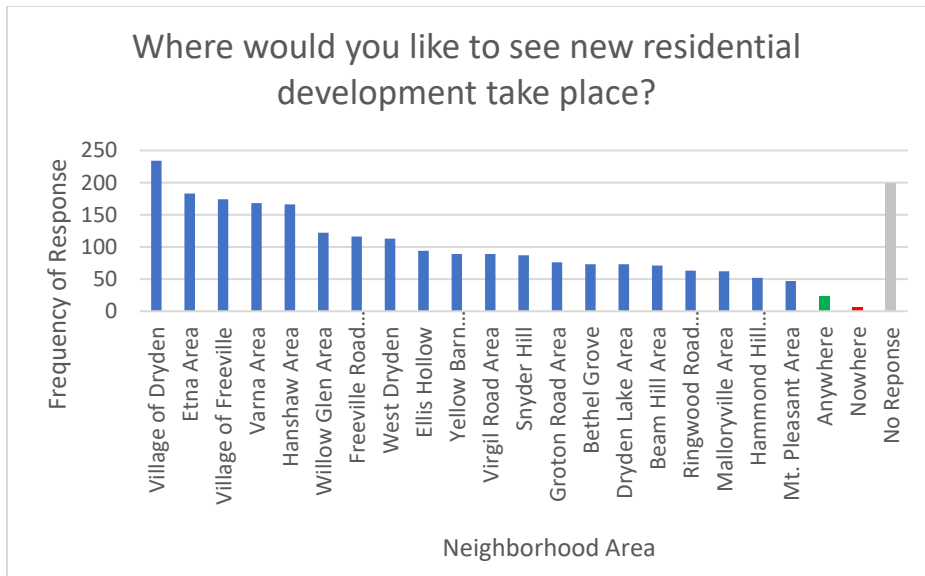 Where would you like to see new residential
development take place?
Frequency of Response
250
200
150
100
50
0
Village of Dryden
Etna Area
Village of Freeville
Varna Area
Hanshaw Area
Willow Glen Area
Freeville Road…
West Dryden
Ellis Hollow
Yellow Barn…
Virgil Road Area
Snyder Hill
Groton Road Area
Bethel Grove
Dryden Lake Area
Beam Hill Area
Ringwood Road…
Malloryville Area
Hammond Hill…
Mt. Pleasant Area
Anywhere
Nowhere
No Reponse
Neighborhood Area